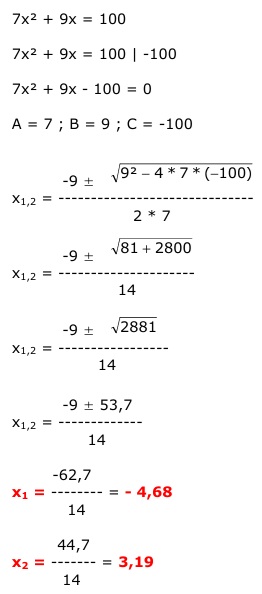 7x² + 9x = 100
7x² + 9x = 100 | -100
7x² + 9x - 100 = 0
A = 7 ; B = 9 ; C = -100
-9 ± √9² − 4 * 7 * (−100)
x1,2 = ---------------------------------
2 * 7
-9 ± √81 + 2800
x1,2 = -----------------------
14
-9 ± √2881
x1,2 = ------------------
14
-9 ± 53,7
x1,2 = --------------
14
-62,7
x1 = -------- = - 4,68
14
44,7
x2 = ------- = 3,19
14